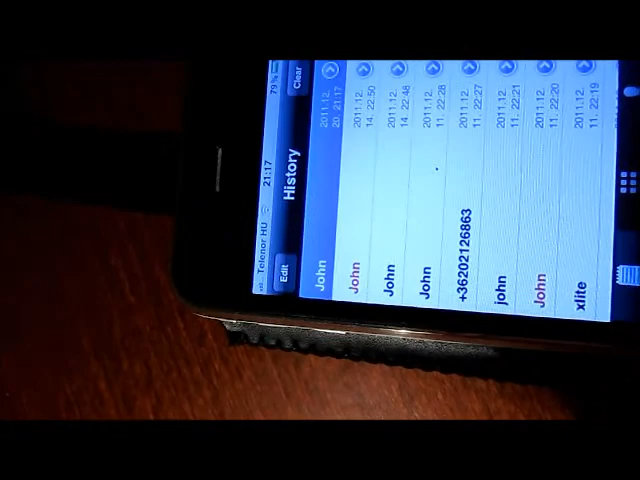 Telenor HU 21:17 79%
Edit History Clear
John 2011.12.
20. 21:17
John 2011.12.
14. 22:50
John 2011.12.
14. 22:48
John 2011.12.
11. 22:28
+36202126863 2011.12.
11. 22:27
john 2011.12.
11. 22:21
John 2011.12.
11. 22:20
xlite 2011.12.
11. 22:19